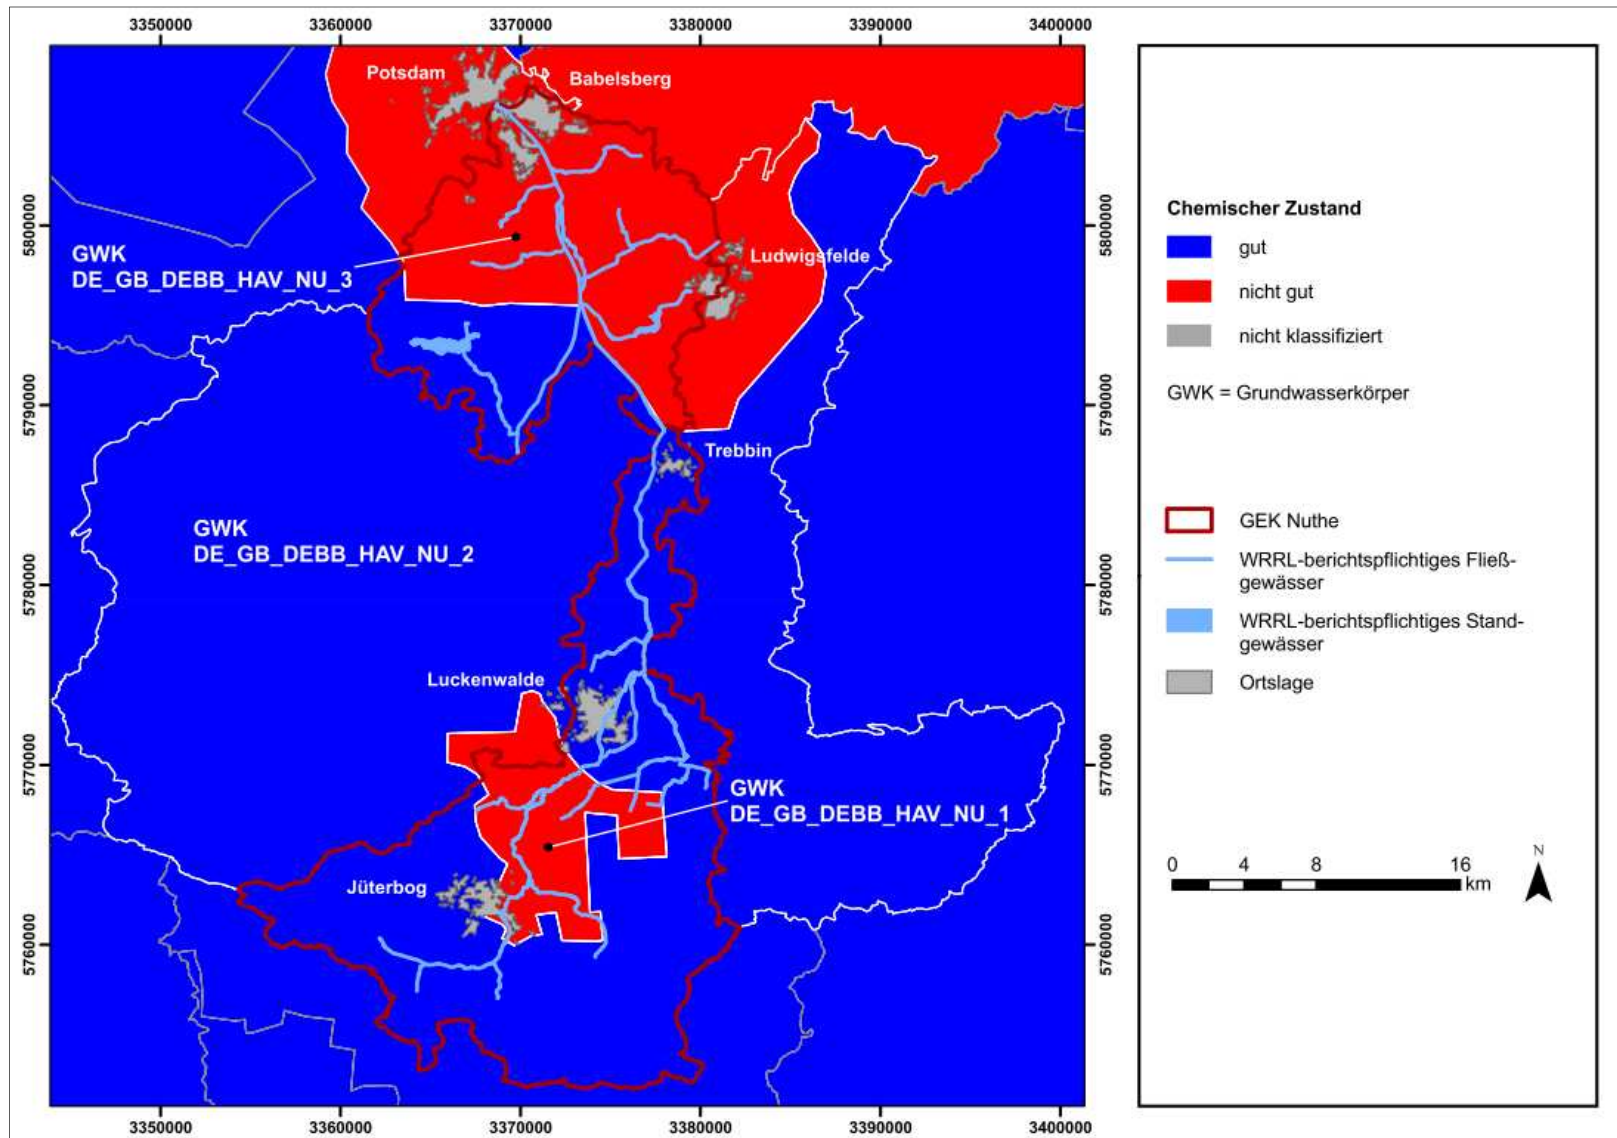 3350000
3360000
3370000
3380000
3390000
3400000
Potsdam
Babelsberg
5800000
5800000
GWK
DE_GB_DEBB_HAV_NU_3
Ludwigsfelde
5790000
5790000
Trebbin
GWK
DE_GB_DEBB_HAV_NU_2
5780000
5780000
Luckenwalde
5770000
5770000
GWK
DE_GB_DEBB_HAV_NU_1
Jüterbog
5760000
5760000
3350000
3360000
3370000
3380000
3390000
3400000
Chemischer Zustand
gut
nicht gut
nicht klassifiziert
GWK = Grundwasserkörper
GEK Nuthe
WRRL-berichtspflichtiges Fließ-
gewässer
WRRL-berichtspflichtiges Stand-
gewässer
Ortslage
0 4 8 16
km
N